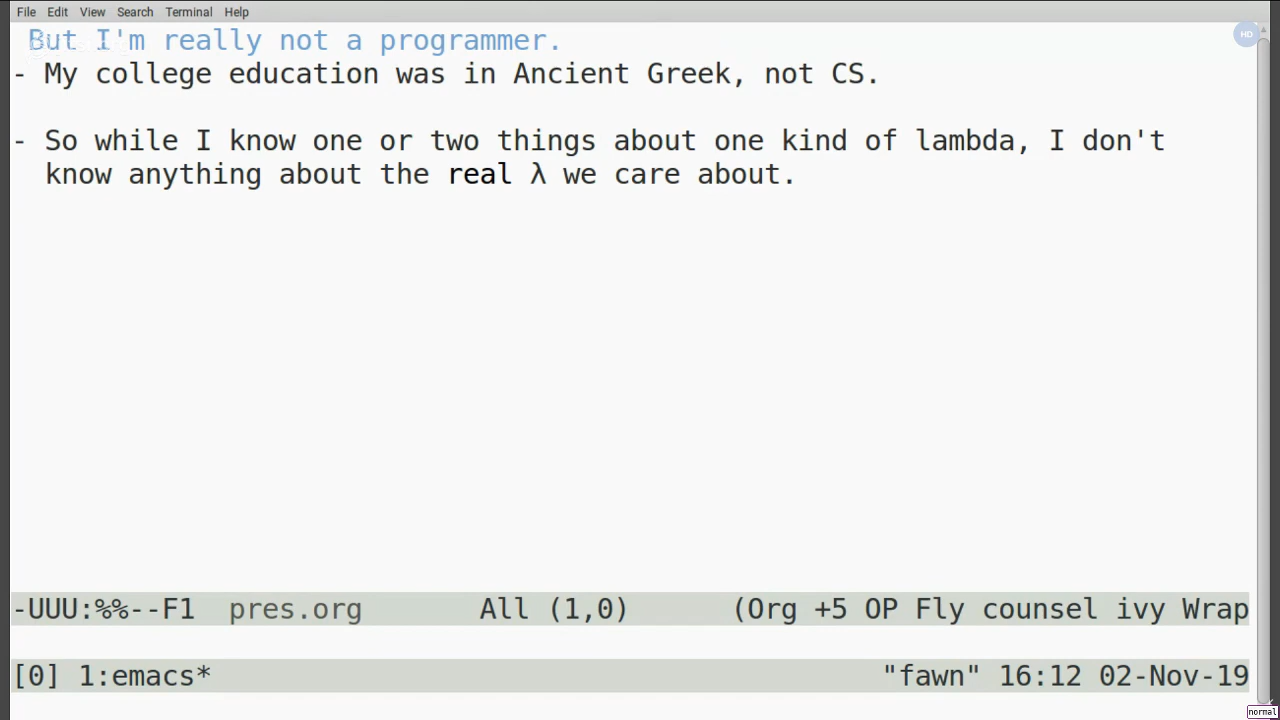 File Edit View Search Terminal Help
But I'm really not a programmer.
HD
- My college education was in Ancient Greek, not CS.
- So while I know one or two things about one kind of lambda, I don't
know anything about the real λ we care about.
-UUU:%%--F1 pres.org All (1,0) (Org +5 OP Fly counsel ivy Wrap
[0] 1:emacs* "fawn" 16:12 02-Nov-19
normal